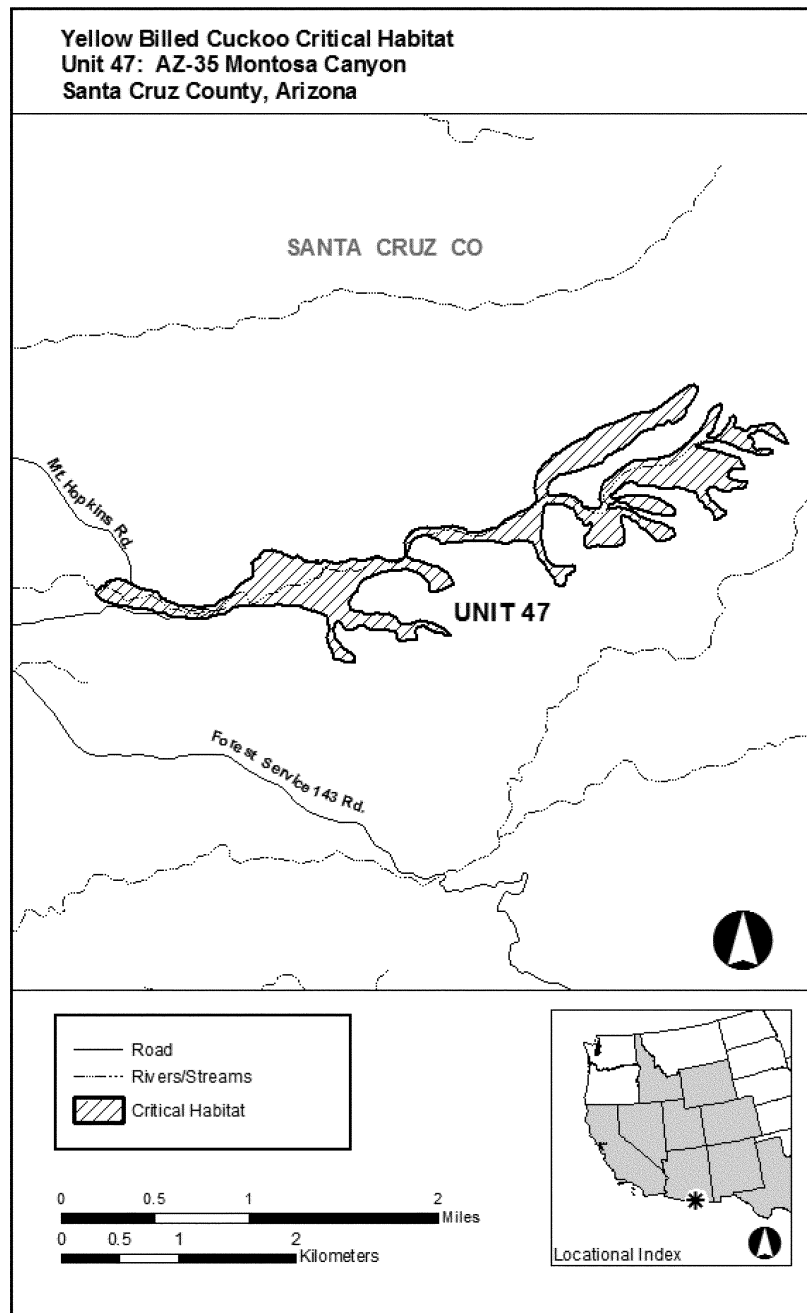 Yellow Billed Cuckoo Critical Habitat
Unit 47: AZ-35 Montosa Canyon
Santa Cruz County, Arizona
SANTA CRUZ CO
Mt. Hopkins Rd.
UNIT 47
Forest Service 143 Rd.
Road
Rivers/Streams
Critical Habitat
0 0.5 1 2
Miles
0 0.5 1 2
Kilometers
Locational Index